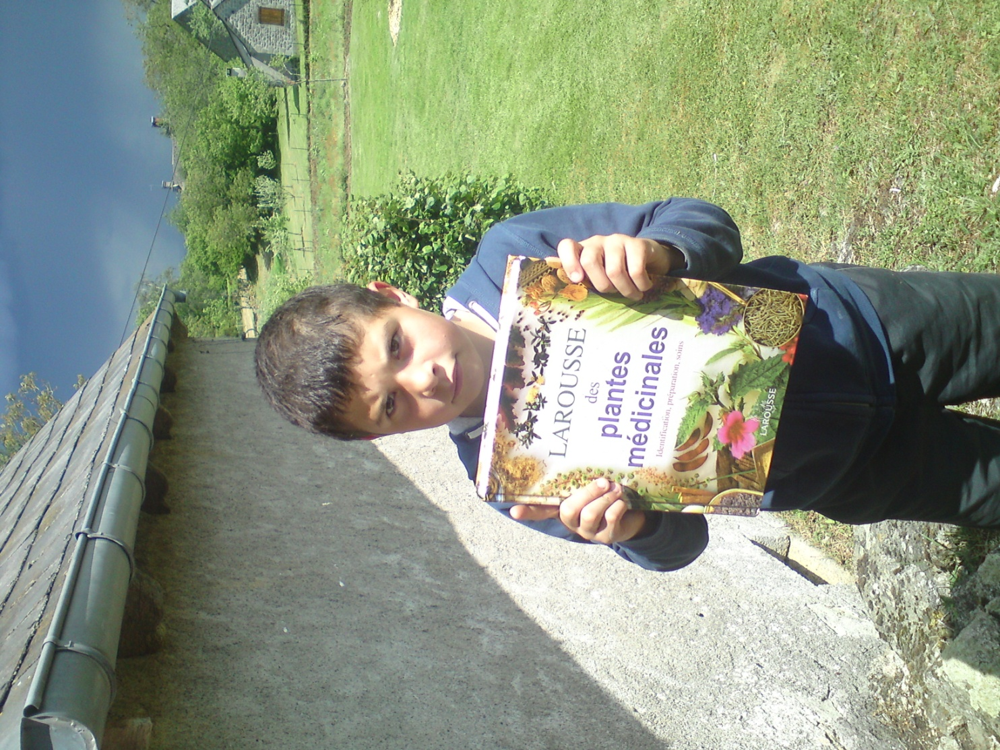 LAROUSSE
des
plantes
médicinales
Identification, préparation, soins
LAROUSSE